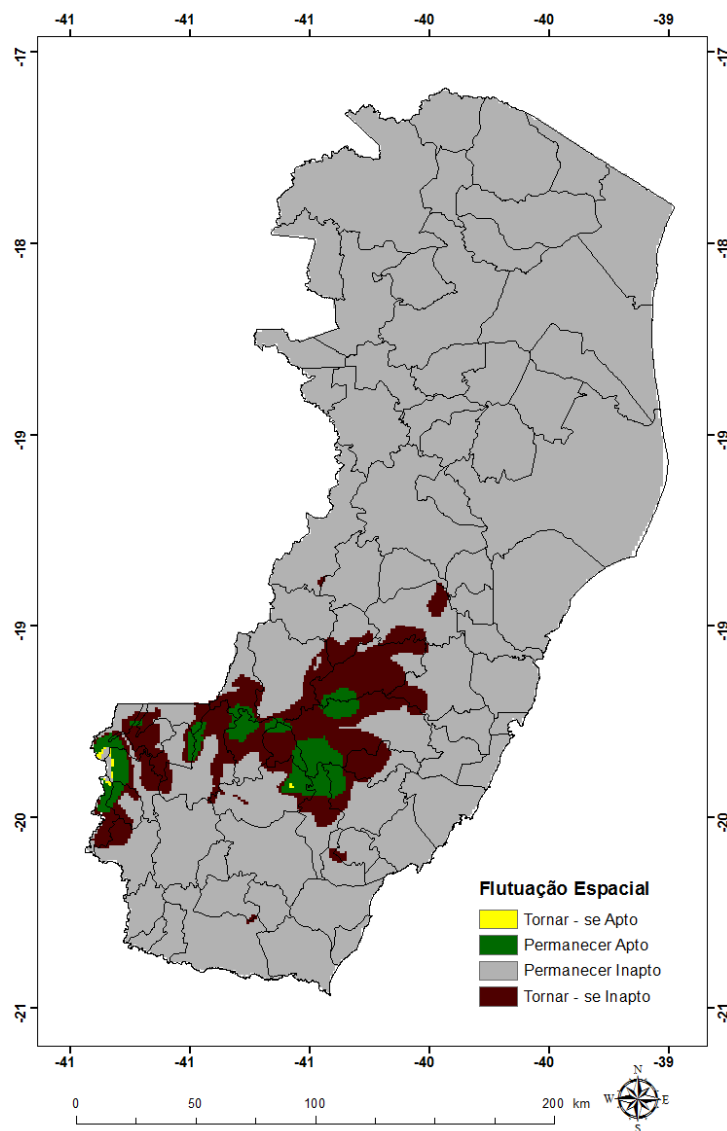 -41 -41 -41 -40 -40 -39
-17 -17
-18 -18
-19 -19
-19 -19
-20 -20
-21 -21
Flutuação Espacial
Tornar - se Apto
Permanecer Apto
Permanecer Inapto
Tornar - se Inapto
-41 -41 -41 -40 -40 -39
0 50 100 200 km
N
W E
S